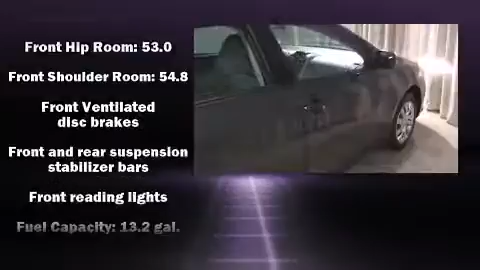 Front Hip Room: 53.0
Front Shoulder Room: 54.8
Front Ventilated
disc brakes
Front and rear suspension
stabilizer bars
Front reading lights
Fuel Capacity: 13.2 gal.